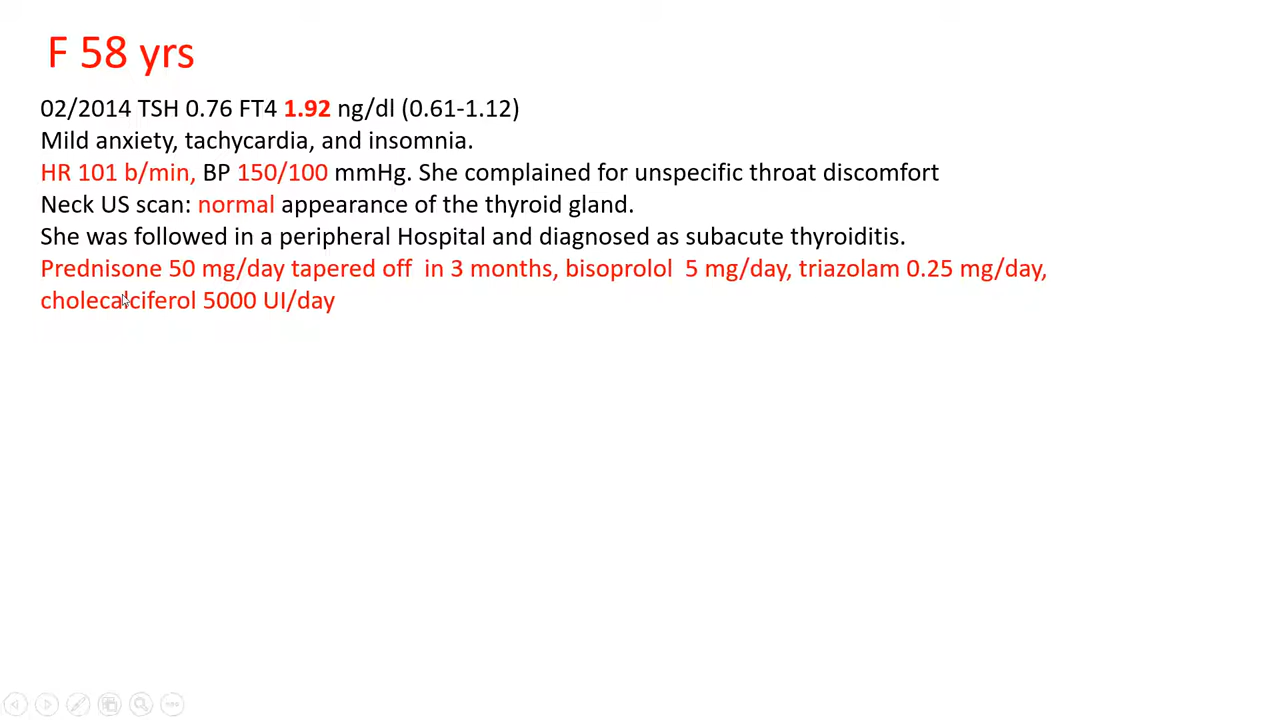 F 58 yrs
02/2014 TSH 0.76 FT4 1.92 ng/dl (0.61-1.12)
Mild anxiety, tachycardia, and insomnia.
HR 101 b/min, BP 150/100 mmHg. She complained for unspecific throat discomfort
Neck US scan: normal appearance of the thyroid gland.
She was followed in a peripheral Hospital and diagnosed as subacute thyroiditis.
Prednisone 50 mg/day tapered off in 3 months, bisoprolol 5 mg/day, triazolam 0.25 mg/day,
cholecalciferol 5000 UI/day